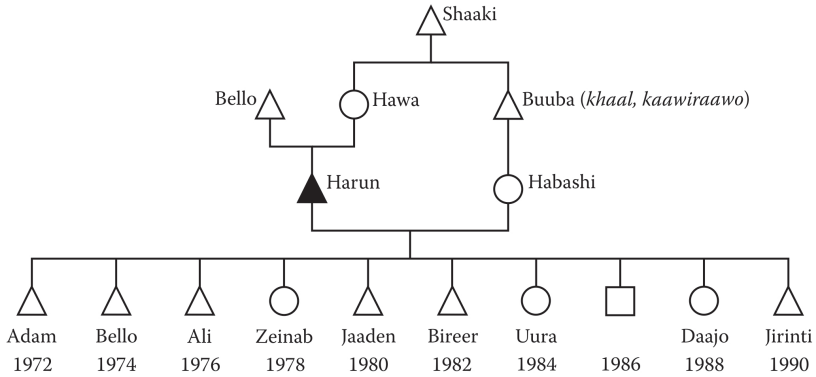 Shaaki
Bello Hawa Buuba (khaal, kaawiraawo)
Harun Habashi
Adam Bello Ali Zeinab Jaaden Bireer Uura Daajo Jirinti
1972 1974 1976 1978 1980 1982 1984 1986 1988 1990